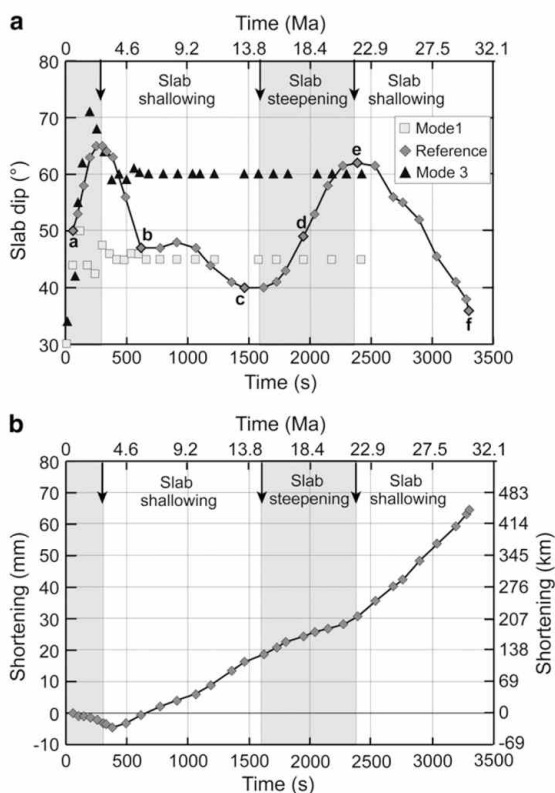 a
Time (Ma)
0 4.6 9.2 13.8 18.4 22.9 27.5 32.1
80
70
60
50
40
30
Slab dip (°)
Slab shallowing
Slab steepening
Slab shallowing
Mode1
Reference
Mode 3
a
b
c
d
e
f
0 500 1000 1500 2000 2500 3000 3500
Time (s)
b
Time (Ma)
0 4.6 9.2 13.8 18.4 22.9 27.5 32.1
80
70
60
50
40
30
20
10
0
-10
Shortening (mm)
Slab shallowing
Slab steepening
Slab shallowing
483
414
345
276
207
138
69
0
-69
Shortening (km)
0 500 1000 1500 2000 2500 3000 3500
Time (s)